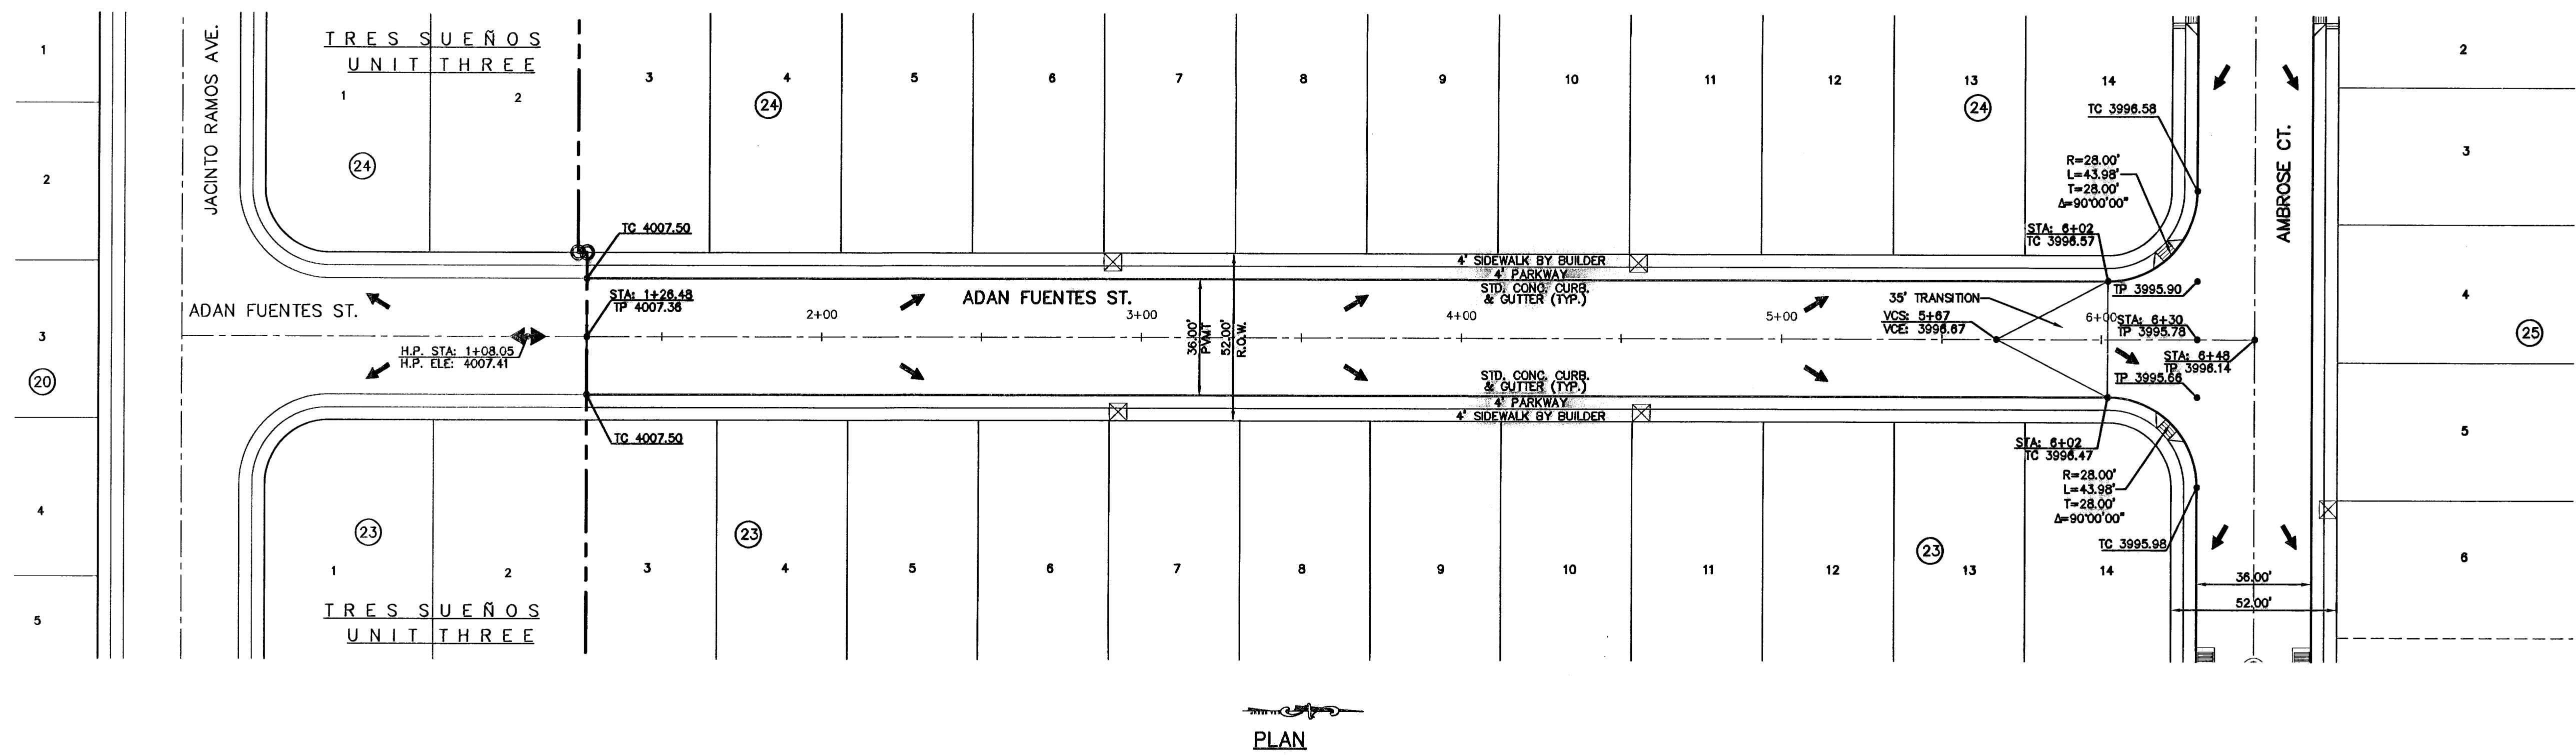 JACINTO RAMOS AVE.
TRES SUEÑOS
UNIT THREE
1
2
3
4
5
1
2
24
3
4
5
6
7
8
9
10
11
12
13
14
24
24
TC 4007.50
STA: 1+26.48
TP 4007.36
ADAN FUENTES ST.
H.P. STA: 1+08.05
H.P. ELE: 4007.41
20
ADAN FUENTES ST.
2+00
3+00
4+00
5+00
6+00
36.00'
PVMT
52.00'
R.O.W.
4' SIDEWALK BY BUILDER
4' PARKWAY
STD. CONC. CURB.
& GUTTER (TYP.)
STD. CONC. CURB.
& GUTTER (TYP.)
4' PARKWAY
4' SIDEWALK BY BUILDER
35' TRANSITION
VCS: 5+67
VCE: 3996.67
TC 3996.58
R=28.00'
L=43.98'
T=28.00'
Δ=90°00'00"
STA: 6+02
TC 3996.57
TP 3995.90
STA: 6+30
TP 3995.78
STA: 6+48
TP 3996.14
TP 3995.66
STA: 6+02
TC 3996.47
R=28.00'
L=43.98'
T=28.00'
Δ=90°00'00"
TC 3995.98
AMBROSE CT.
36.00'
52.00'
2
3
4
25
5
6
TC 4007.50
23
1
2
TRES SUEÑOS
UNIT THREE
3
4
5
6
7
8
9
10
11
12
13
14
23
23
PLAN